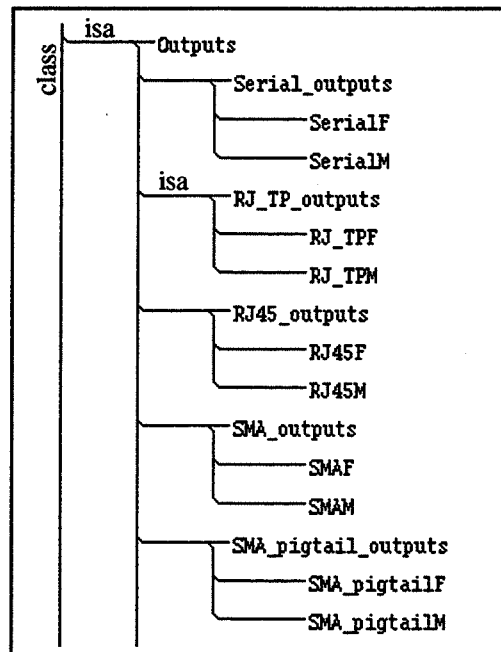 isa
class
Outputs
Serial_outputs
SerialF
SerialM
isa
RJ_TP_outputs
RJ_TPF
RJ_TPM
RJ45_outputs
RJ45F
RJ45M
SMA_outputs
SMAF
SMAM
SMA_pigtail_outputs
SMA_pigtailF
SMA_pigtailM